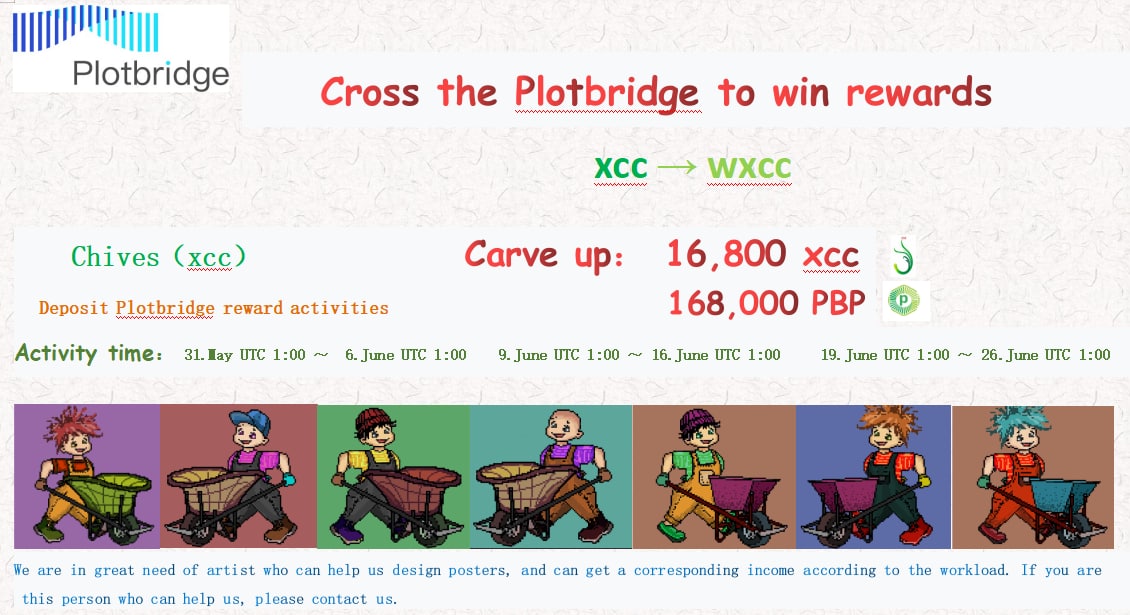 Plotbridge
Cross the Plotbridge to win rewards
xcc → wxcc
Chives (xcc)
Carve up: 16,800 xcc
Deposit Plotbridge reward activities
168,000 PBP
P
Activity time: 31.May UTC 1:00 ～ 6.June UTC 1:00 9.June UTC 1:00 ～ 16.June UTC 1:00 19.June UTC 1:00 ～ 26.June UTC 1:00
We are in great need of artist who can help us design posters, and can get a corresponding income according to the workload. If you are
this person who can help us, please contact us.